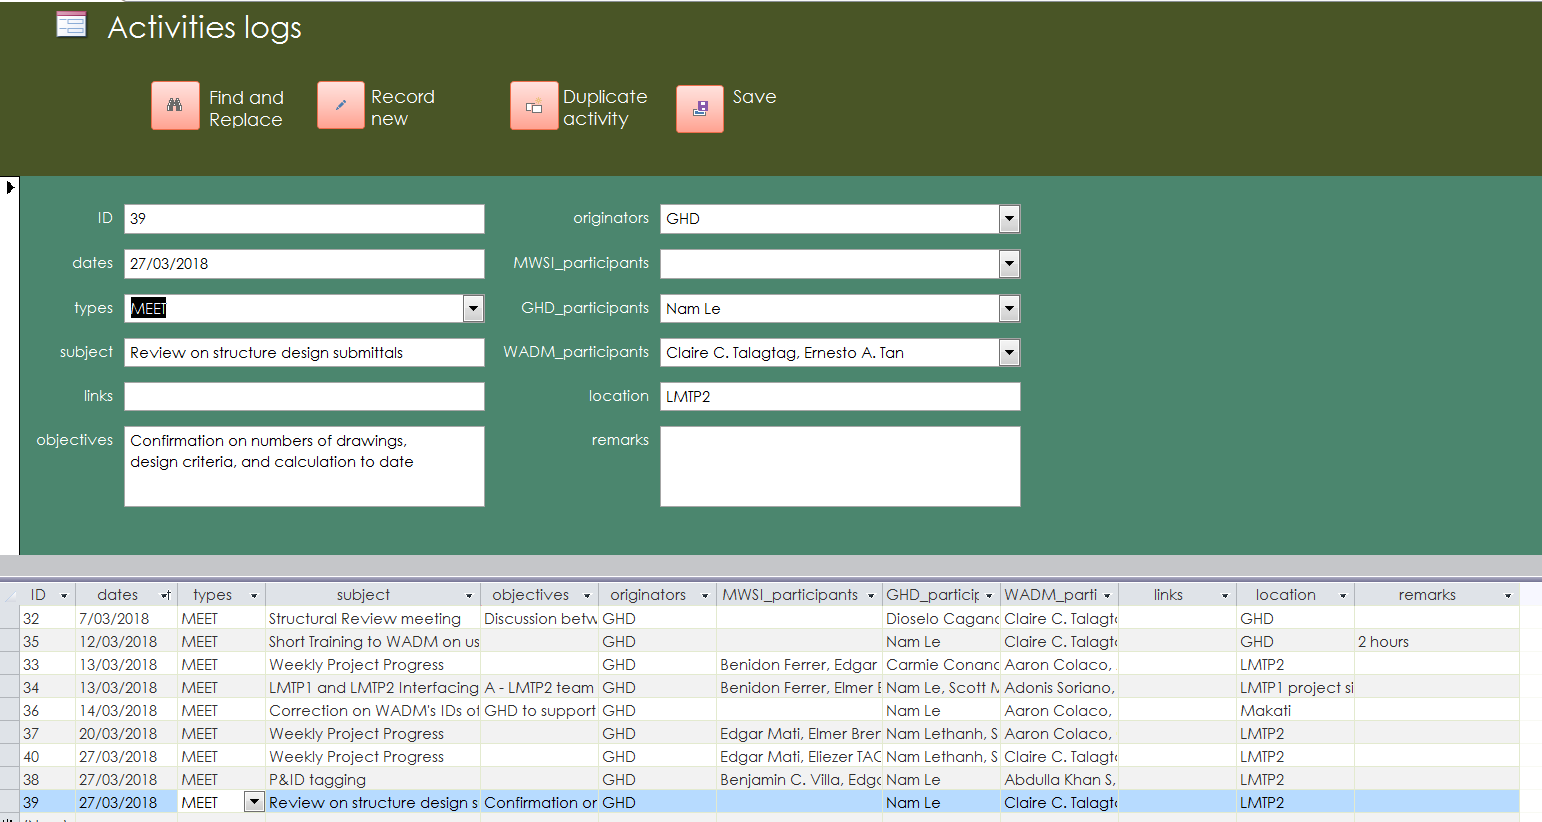 Activities logs
Find and Replace
Record new
Duplicate activity
Save
ID 39 originators GHD
dates 27/03/2018 MWSI_participants
types MEET GHD_participants Nam Le
subject Review on structure design submittals WADM_participants Claire C. Talagtag, Ernesto A. Tan
links location LMTP2
objectives Confirmation on numbers of drawings, remarks
design criteria, and calculation to date
ID dates types subject objectives originators MWSI_participants GHD_particip WADM_parti links location remarks
32 7/03/2018 MEET Structural Review meeting Discussion betw GHD Dioselo Cagand Claire C. Talagt GHD
35 12/03/2018 MEET Short Training to WADM on us GHD Nam Le Claire C. Talagt GHD 2 hours
33 13/03/2018 MEET Weekly Project Progress GHD Benidon Ferrer, Edgar Carmie Conand Aaron Colaco, LMTP2
34 13/03/2018 MEET LMTP1 and LMTP2 Interfacing A - LMTP2 team GHD Benidon Ferrer, Elmer Nam Le, Scott M Adonis Soriano, LMTP1 project si
36 14/03/2018 MEET Correction on WADM's IDs of GHD to support GHD Nam Le Aaron Colaco, Makati
37 20/03/2018 MEET Weekly Project Progress GHD Edgar Mati, Elmer Brer Nam Lethanh, S Aaron Colaco, LMTP2
40 27/03/2018 MEET Weekly Project Progress GHD Edgar Mati, Eliezer TAC Nam Lethanh, S Claire C. Talagt LMTP2
38 27/03/2018 MEET P&ID tagging GHD Benjamin C. Villa, Edg Nam Le Abdulla Khan S, LMTP2
39 27/03/2018 MEET Review on structure design s Confirmation or GHD Nam Le Claire C. Talagt LMTP2